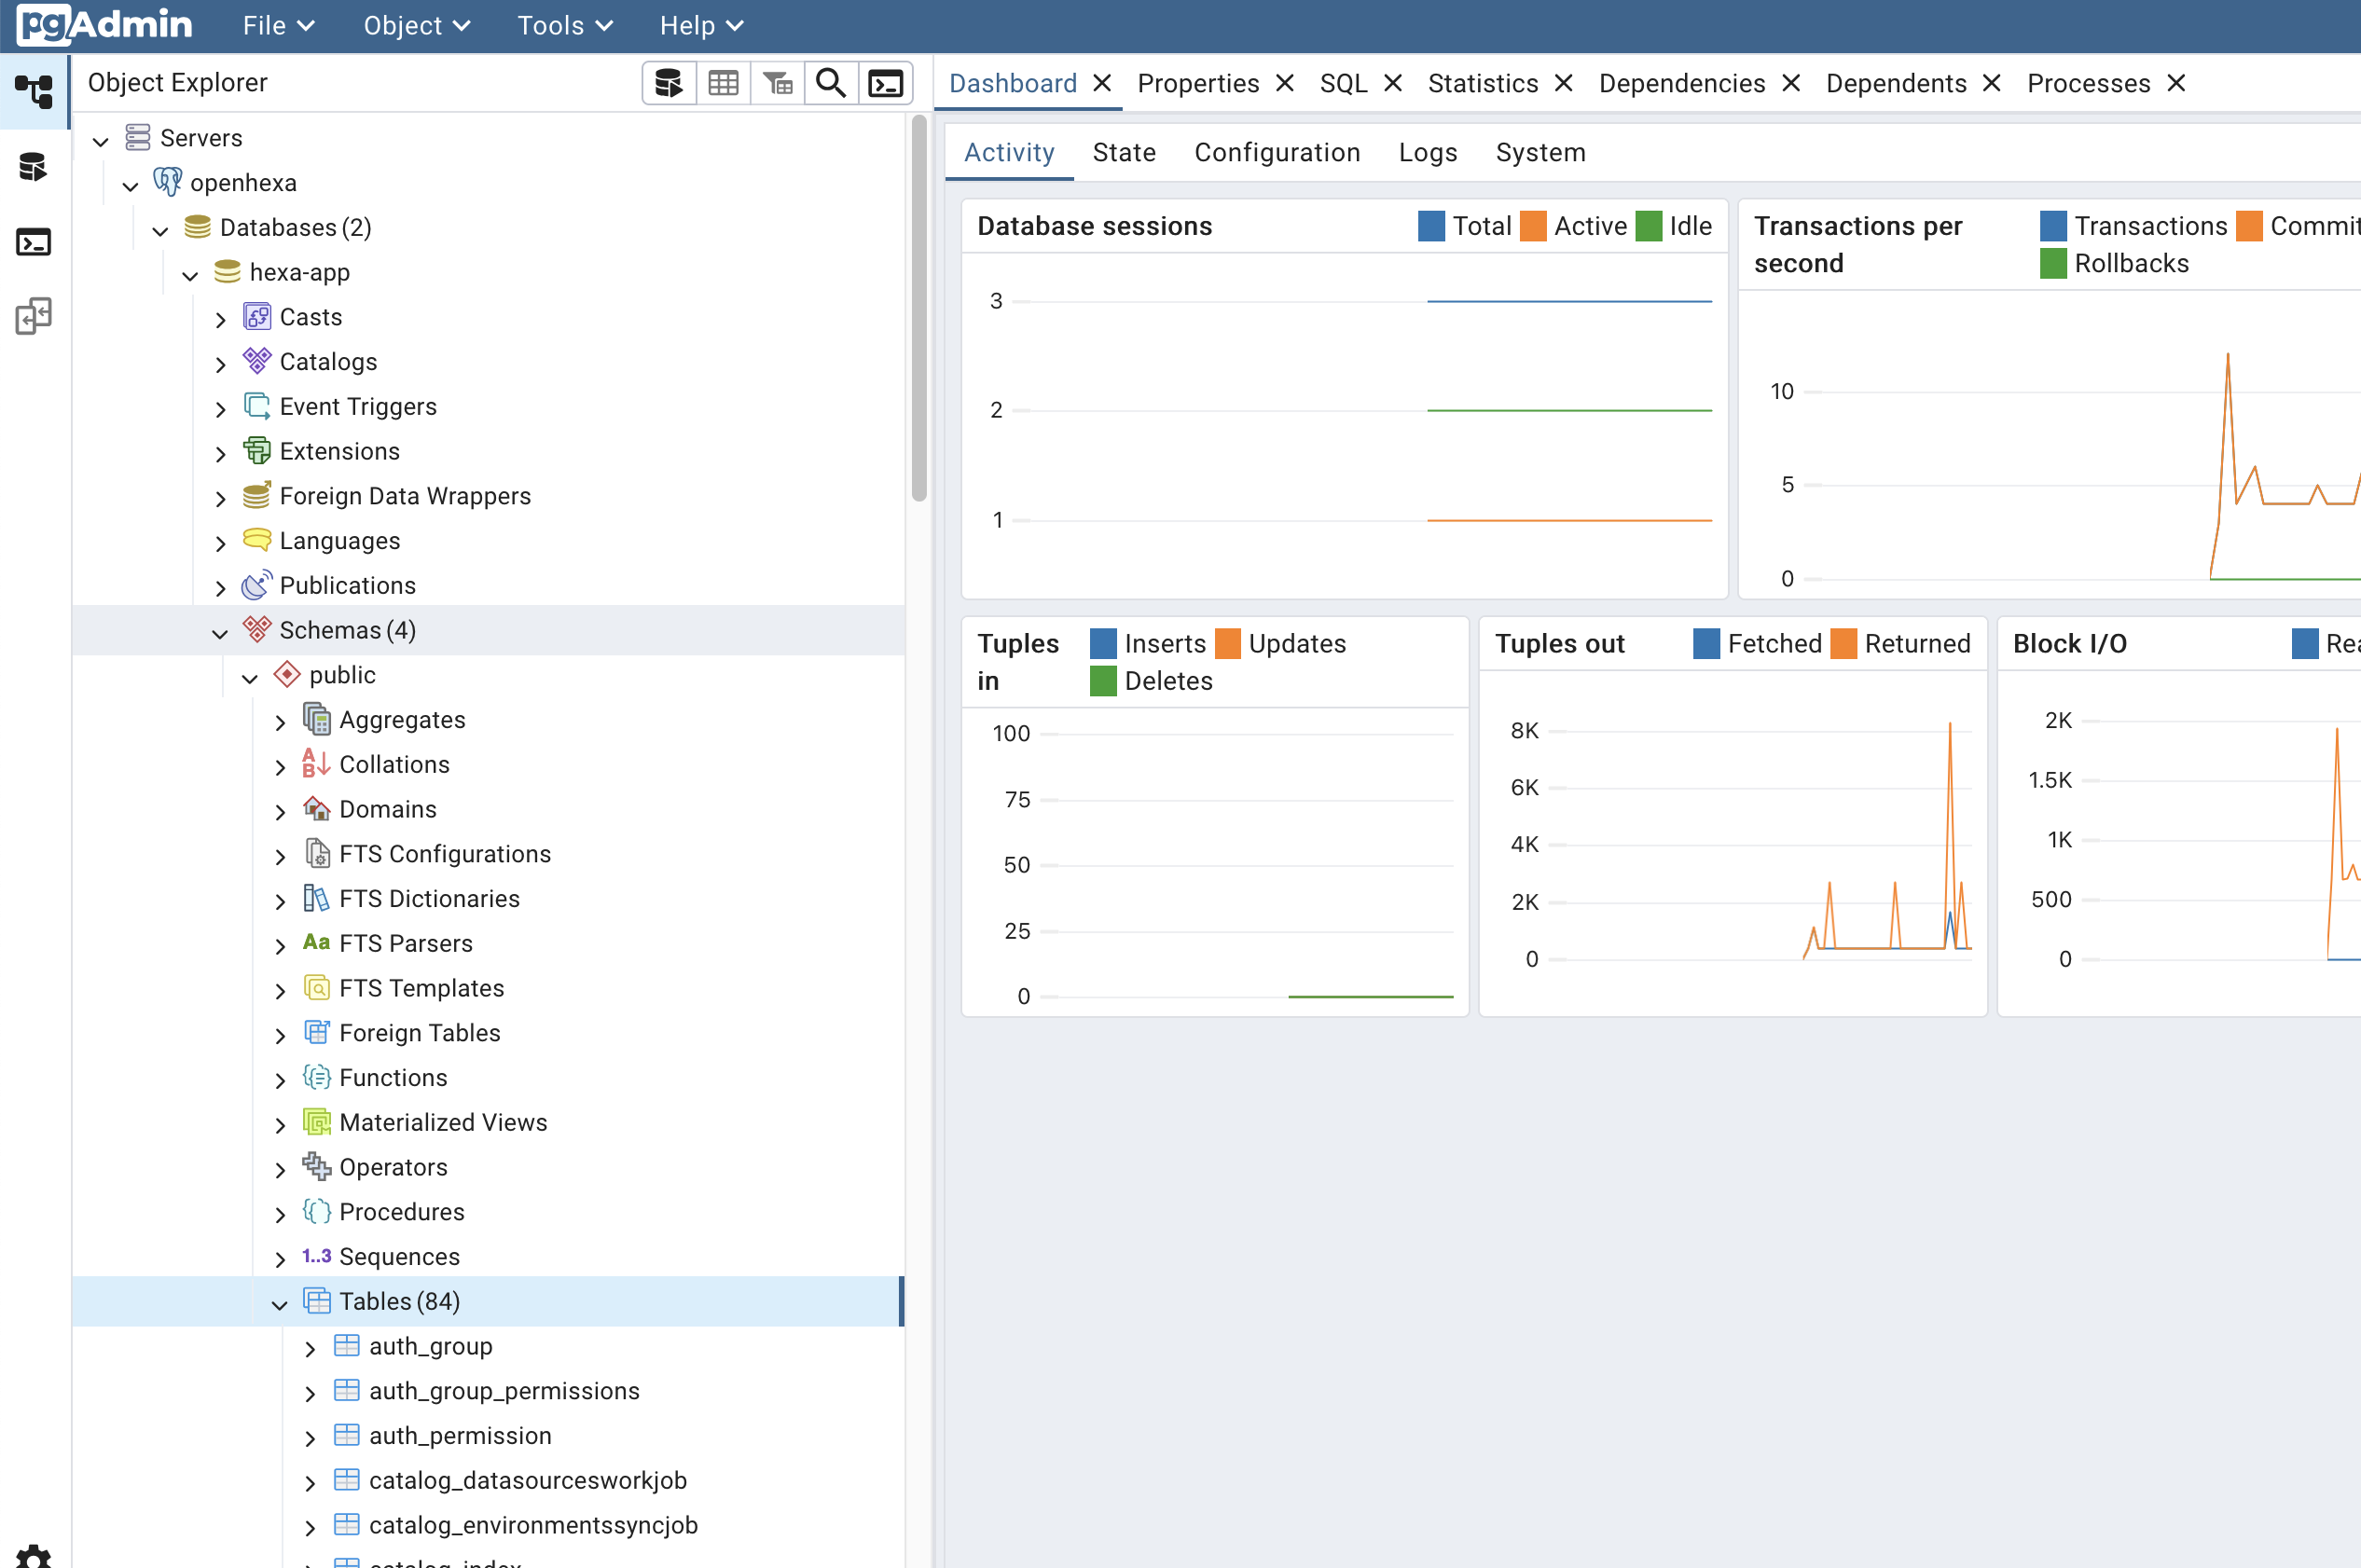 pgAdmin File Object Tools Help
Object Explorer
Servers
openhexa
Databases (2)
hexa-app
Casts
Catalogs
Event Triggers
Extensions
Foreign Data Wrappers
Languages
Publications
Schemas (4)
public
Aggregates
Collations
Domains
FTS Configurations
FTS Dictionaries
Aa FTS Parsers
FTS Templates
Foreign Tables
Functions
Materialized Views
Operators
Procedures
1..3 Sequences
Tables (84)
auth_group
auth_group_permissions
auth_permission
catalog_datasourcesworkjob
catalog_environmentssyncjob
catalog_index
Dashboard Properties SQL Statistics Dependencies Dependents Processes
Activity State Configuration Logs System
Database sessions Total Active Idle
3
2
1
Transactions per second Transactions Commit
Rollbacks
10
5
0
Tuples in Inserts Updates
Deletes
100
75
50
25
0
Tuples out Fetched Returned
8K
6K
4K
2K
0
Block I/O Rea
2K
1.5K
1K
500
0